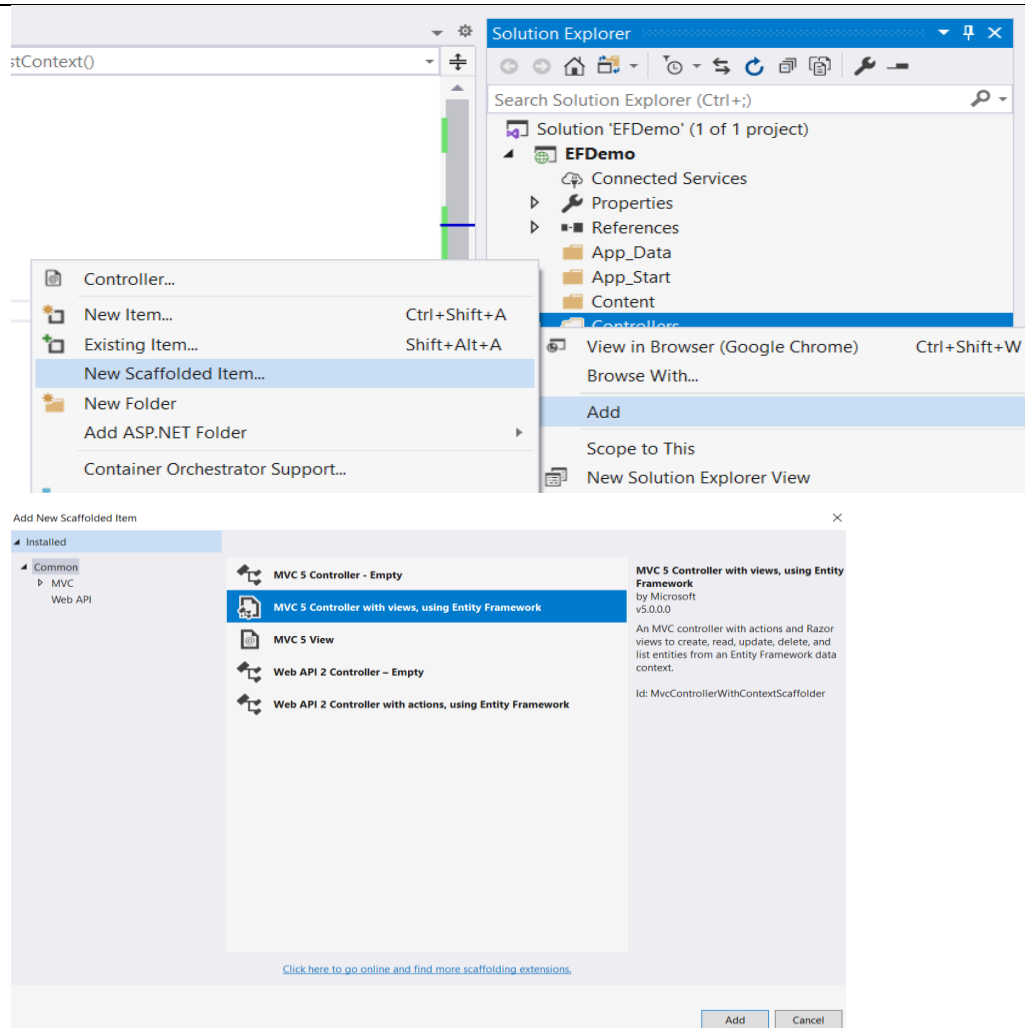 Solution Explorer
stContext()
Search Solution Explorer (Ctrl+;)
Solution 'EFDemo' (1 of 1 project)
EFDemo
Connected Services
Properties
References
App_Data
App_Start
Content
Controllers
Controller...
New Item... Ctrl+Shift+A
Existing Item... Shift+Alt+A
New Scaffolded Item...
New Folder
Add ASP.NET Folder
Container Orchestrator Support...
View in Browser (Google Chrome) Ctrl+Shift+W
Browse With...
Add
Scope to This
New Solution Explorer View
Add New Scaffolded Item
Installed
Common
MVC
Web API
MVC 5 Controller - Empty
MVC 5 Controller with views, using Entity Framework
MVC 5 View
Web API 2 Controller – Empty
Web API 2 Controller with actions, using Entity Framework
MVC 5 Controller with views, using Entity
Framework
by Microsoft
v5.0.0.0
An MVC controller with actions and Razor
views to create, read, update, delete, and
list entities from an Entity Framework data
context.
Id: MvcControllerWithContextScaffolder
Click here to go online and find more scaffolding extensions.
Add Cancel